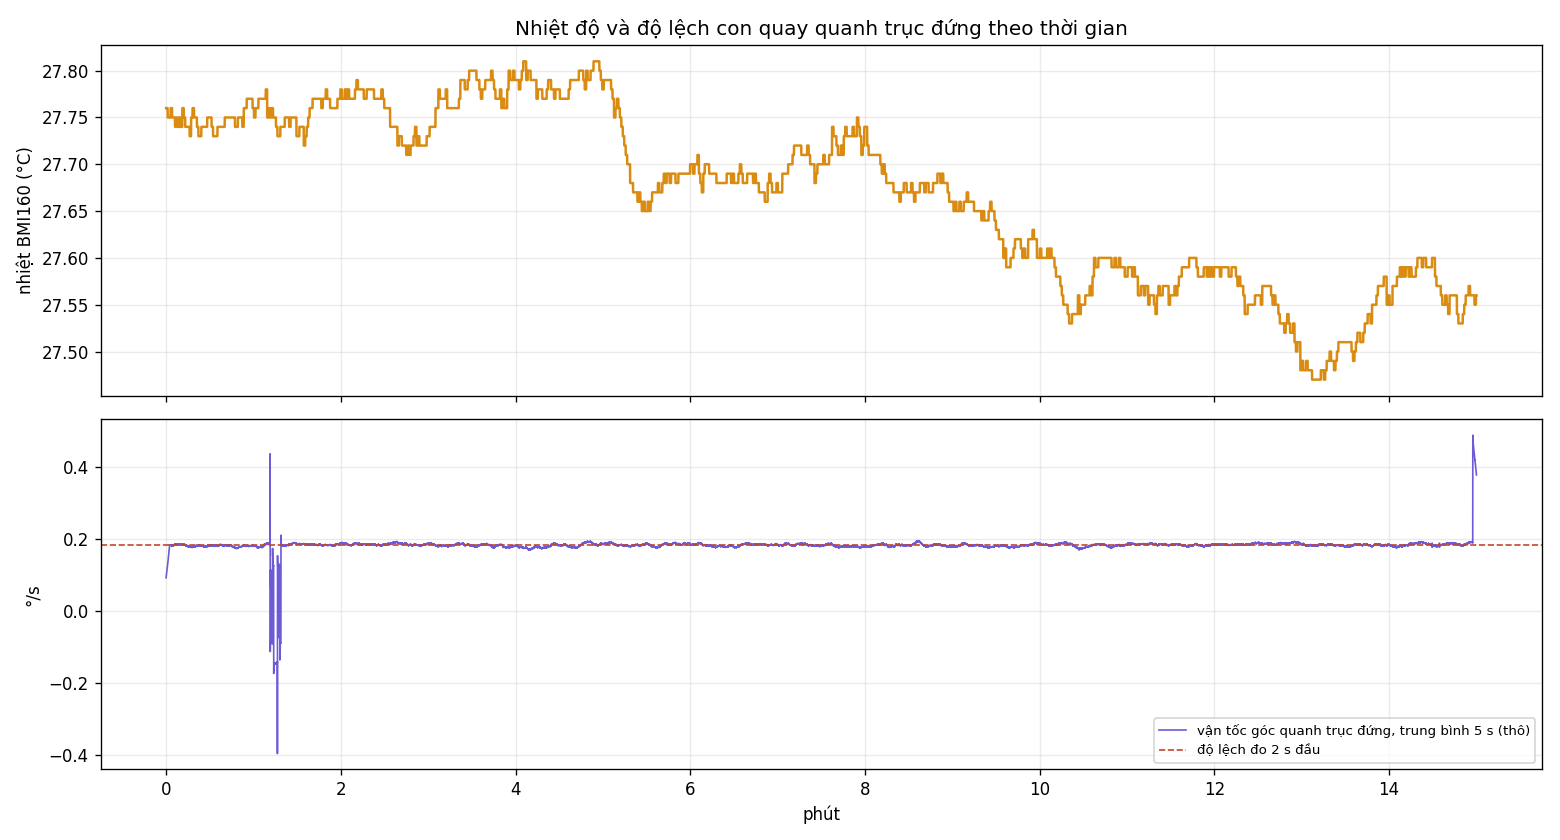 Nhiệt độ và độ lệch con quay quanh trục đứng theo thời gian
nhiệt BMI160 (°C)
27.80
27.75
27.70
27.65
27.60
27.55
27.50
°/s
0.4
0.2
0.0
−0.2
−0.4
vận tốc góc quanh trục đứng, trung bình 5 s (thô)
độ lệch đo 2 s đầu
0 2 4 6 8 10 12 14
phút